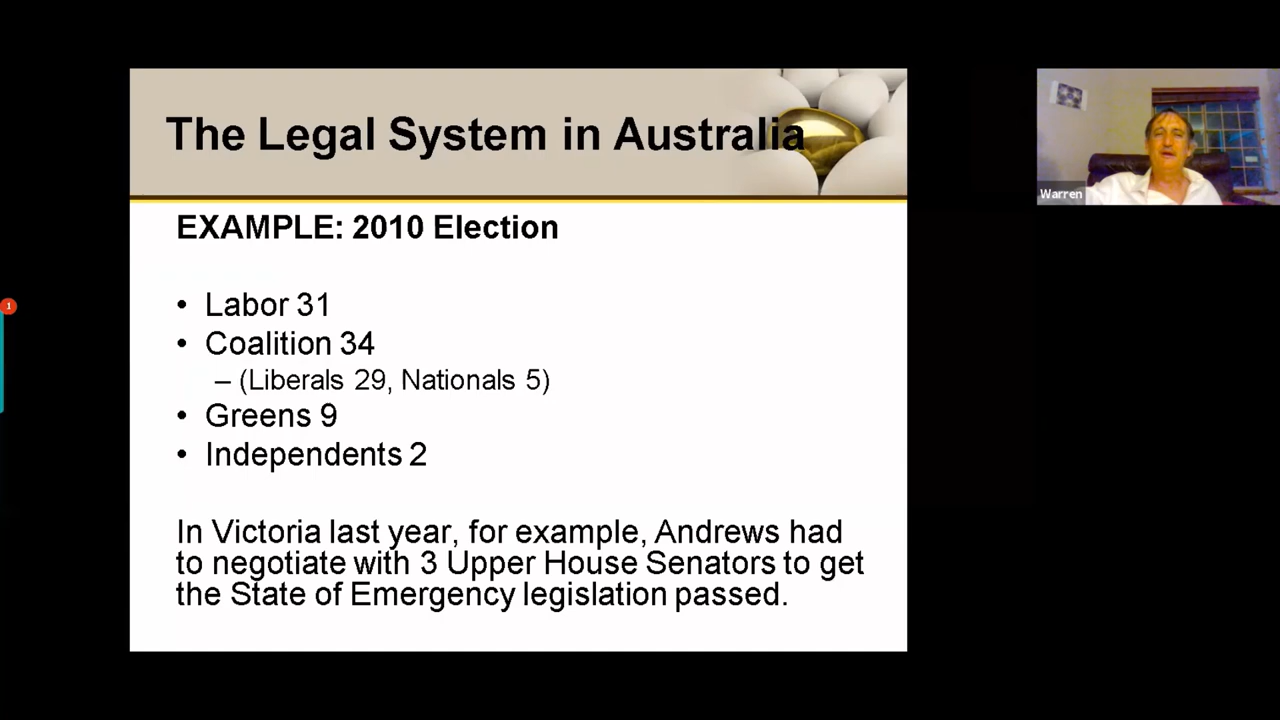 The Legal System in Australia
EXAMPLE: 2010 Election
• Labor 31
• Coalition 34
– (Liberals 29, Nationals 5)
• Greens 9
• Independents 2
In Victoria last year, for example, Andrews had
to negotiate with 3 Upper House Senators to get
the State of Emergency legislation passed.
Warren
1